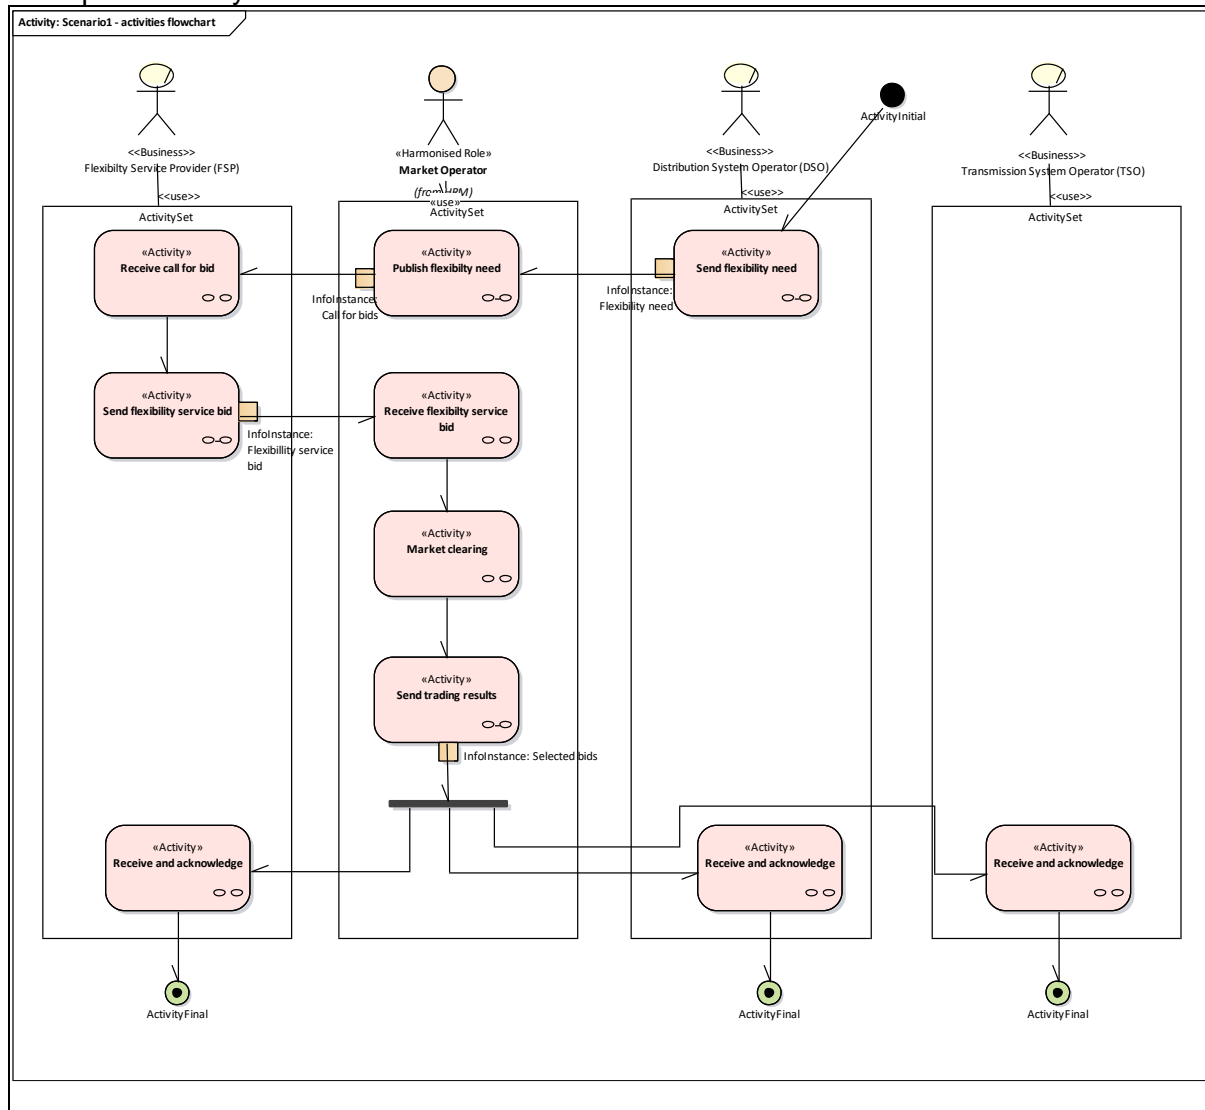 Activity: Scenario1 - activities flowchart
<<Business>>
Flexibilty Service Provider (FSP)
<<use>>
ActivitySet
«Harmonised Role»
Market Operator
(from HRM)
«use»
ActivitySet
<<Business>>
Distribution System Operator (DSO)
<<use>>
ActivitySet
ActivityInitial
<<Business>>
Transmission System Operator (TSO)
<<use>>
ActivitySet
«Activity»
Receive call for bid
«Activity»
Publish flexibilty need
InfoInstance:
Call for bids
«Activity»
Send flexibility need
InfoInstance:
Flexibility need
«Activity»
Send flexibility service bid
InfoInstance:
Flexibillity service
bid
«Activity»
Receive flexibilty service
bid
«Activity»
Market clearing
«Activity»
Send trading results
InfoInstance: Selected bids
«Activity»
Receive and acknowledge
«Activity»
Receive and acknowledge
«Activity»
Receive and acknowledge
ActivityFinal
ActivityFinal
ActivityFinal